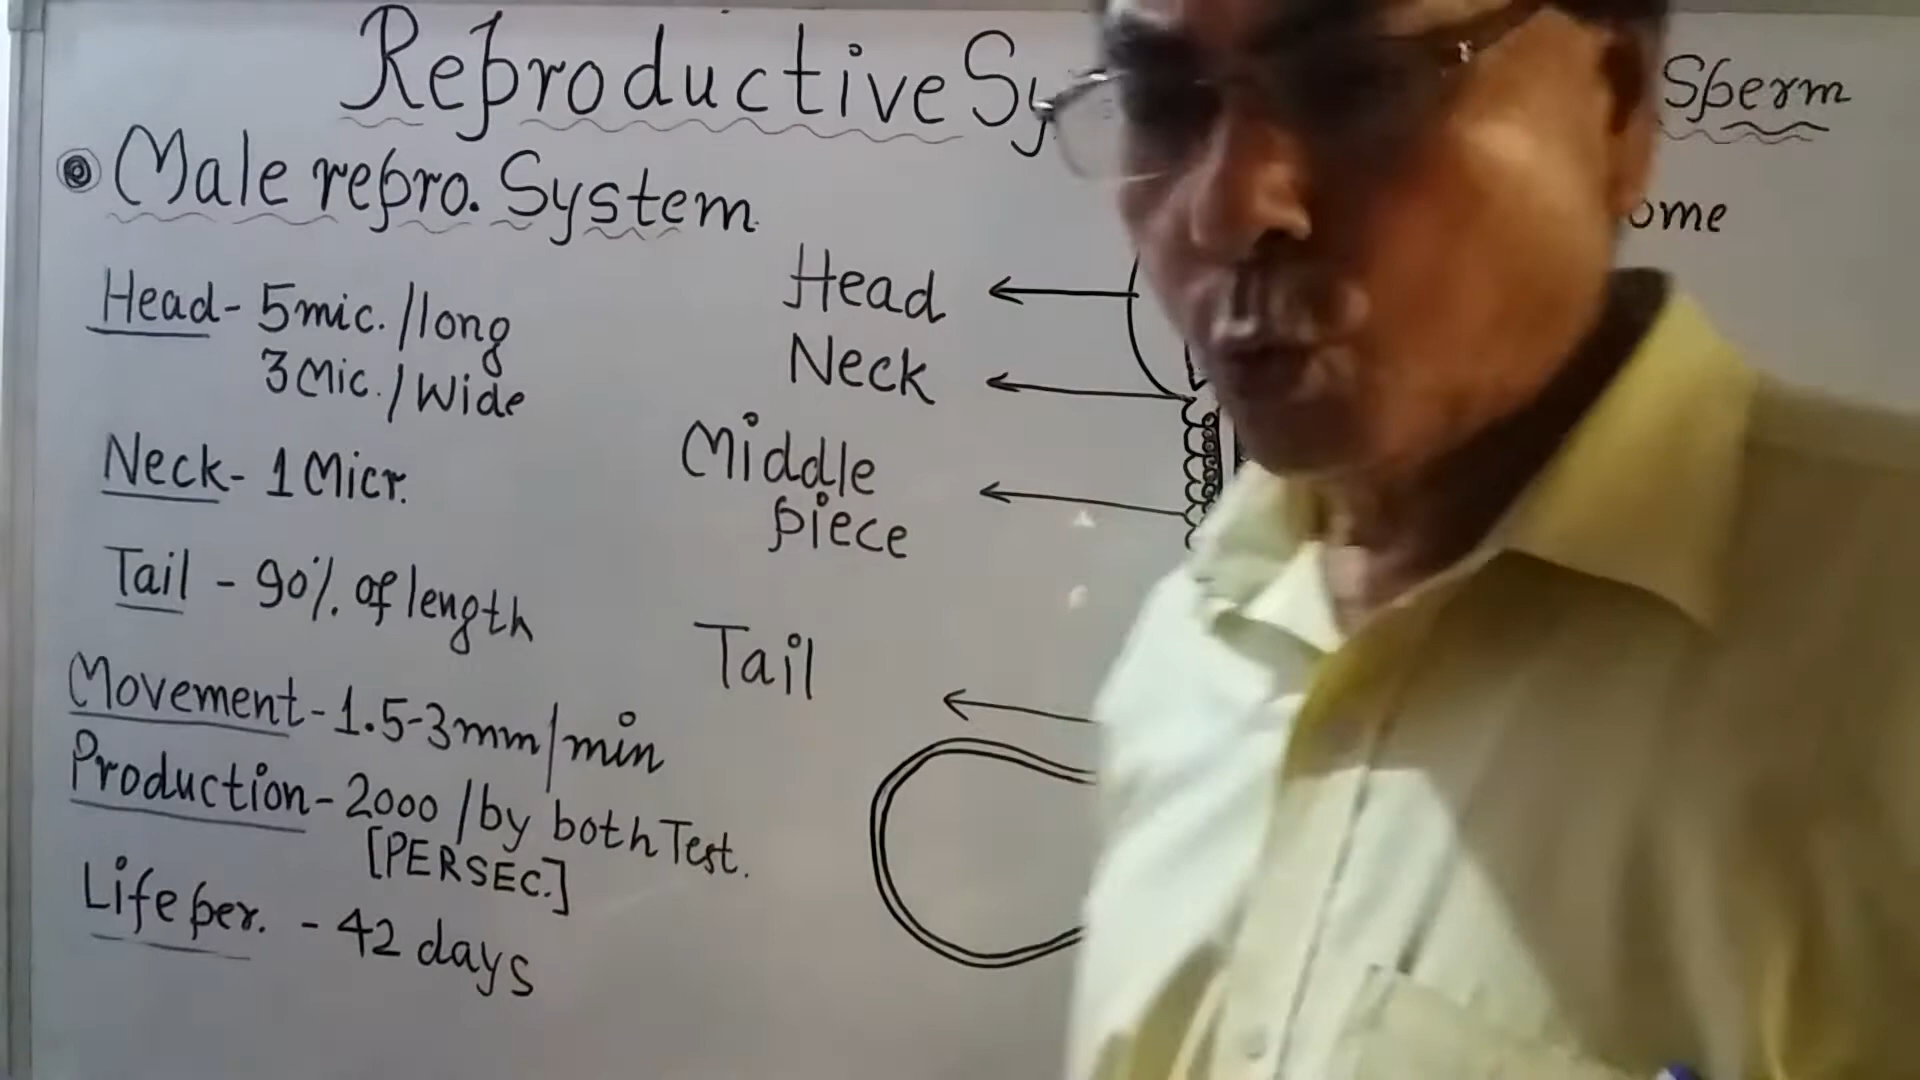 Reproductive Sy
Sperm
Male repro. System
ome
Head- 5mic./long
3Mic./Wide
Neck- 1 Micr.
Tail - 90% of length
Movement-1.5-3mm/min
Production- 2000 /by both Test.
[PERSEC.]
Life per. - 42 days
Head
Neck
Middle
piece
Tail